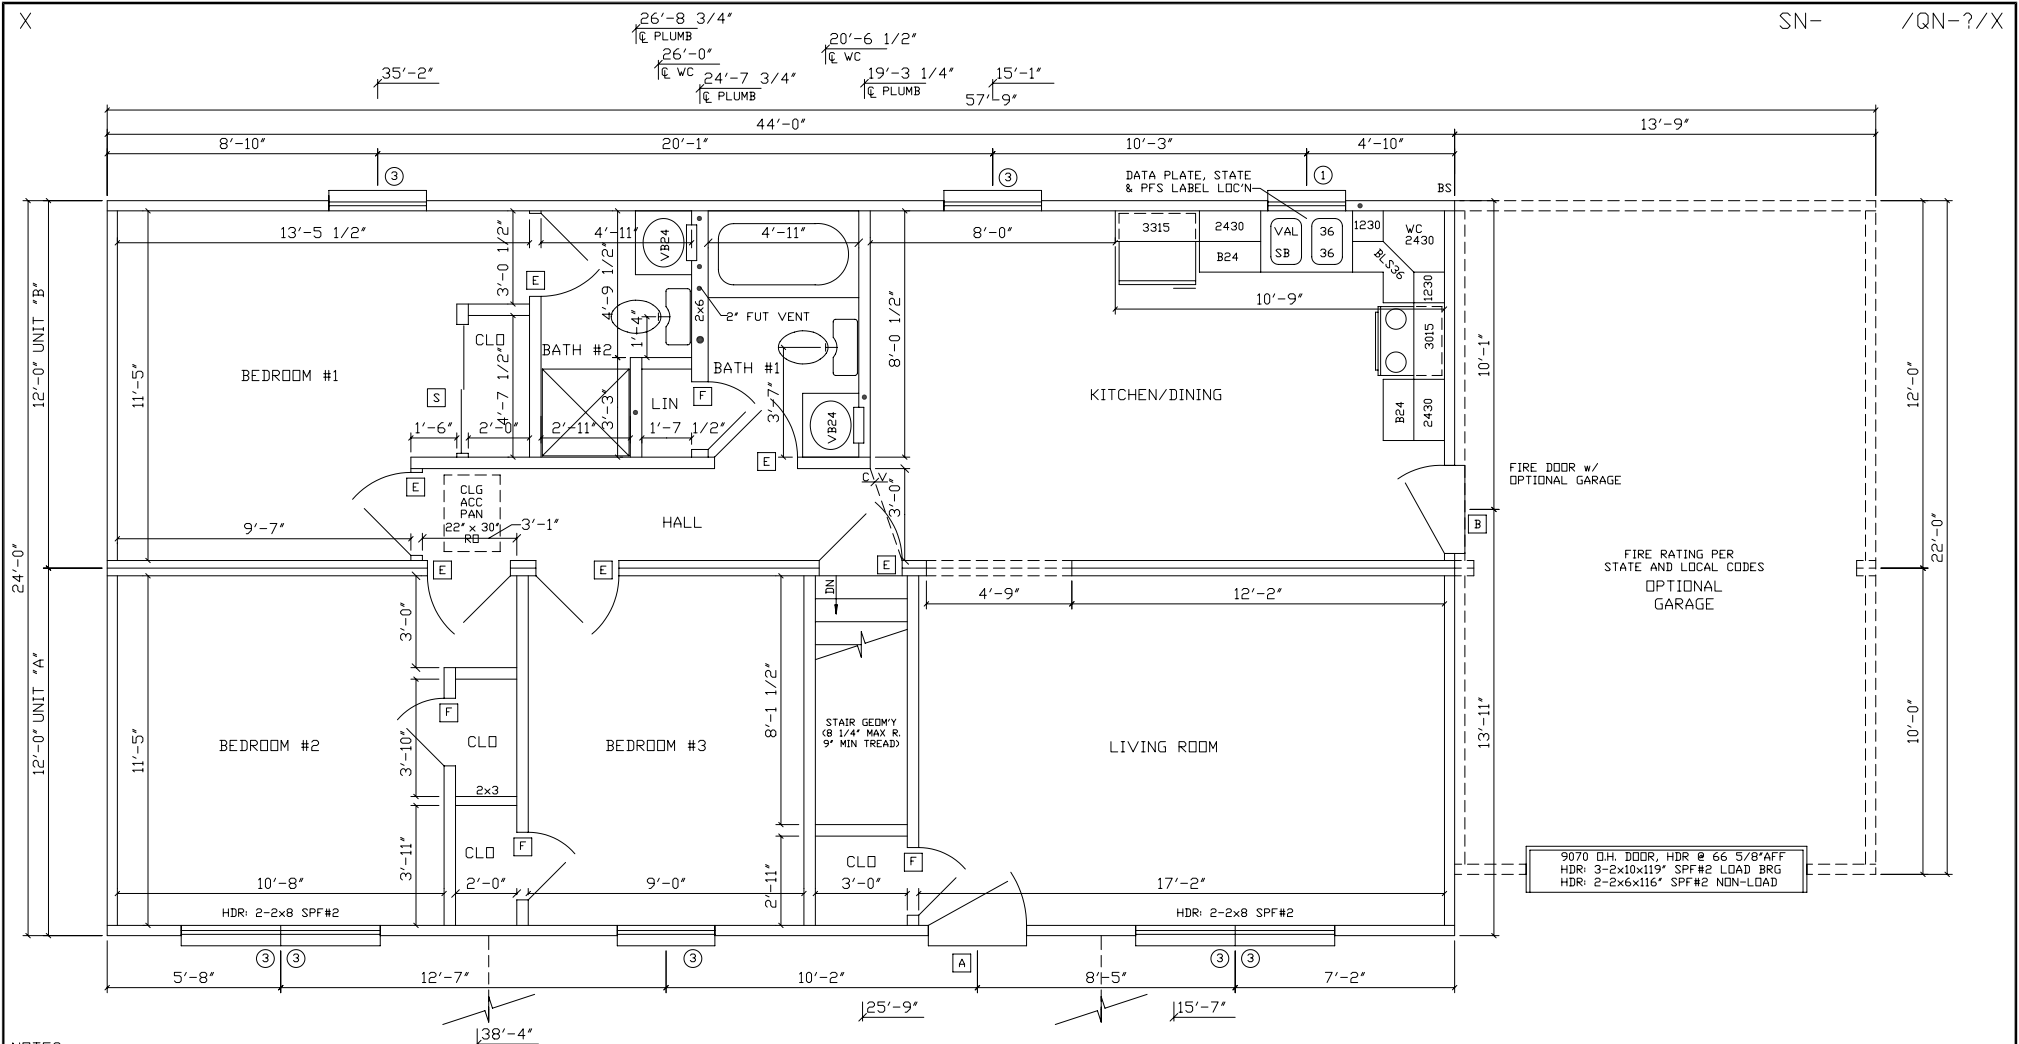 X
SN- /QN-?/X
26'-8 3/4"
℄ PLUMB
20'-6 1/2"
℄ WC
26'-0"
℄ WC
35'-2"
24'-7 3/4"
℄ PLUMB
19'-3 1/4"
℄ PLUMB
15'-1"
57'-9"
44'-0"
13'-9"
8'-10"
20'-1"
10'-3"
4'-10"
3
3
1
DATA PLATE, STATE
& PFS LABEL LOC'N
BS
13'-5 1/2"
3'-0 1/2"
4'-11"
VB24
4'-11"
8'-0"
3315
2430
B24
VAL
SB
36
36
1230
WC
2430
BLS36
1230
E
4'-9 1/2"
2x6
2" FUT VENT
10'-9"
1'-4"
3015
12'-0" UNIT "B"
24'-0"
11'-5"
BEDROOM #1
CLO
4'-7 1/2"
BATH #2
BATH #1
8'-0 1/2"
KITCHEN/DINING
10'-1"
12'-0"
22'-0"
S
LIN
F
3'-3"
3'-7"
VB24
B24
2430
1'-6"
2'-0"
2'-11"
1'-7 1/2"
E
E
CLG
ACC
PAN
22" x 30"
RO
3'-1"
9'-7"
HALL
C V
3'-0"
FIRE DOOR w/
OPTIONAL GARAGE
B
E
E
E
FIRE RATING PER
STATE AND LOCAL CODES
OPTIONAL
GARAGE
DN
4'-9"
12'-2"
12'-0" UNIT "A"
3'-0"
F
8'-1 1/2"
STAIR GEOM'Y
(8 1/4" MAX R.
9" MIN TREAD)
11'-5"
BEDROOM #2
3'-10"
CLO
BEDROOM #3
LIVING ROOM
13'-11"
10'-0"
2x3
3'-11"
CLO
F
CLO
F
9070 O.H. DOOR, HDR @ 66 5/8"AFF
HDR: 3-2x10x119" SPF#2 LOAD BRG
HDR: 2-2x6x116" SPF#2 NON-LOAD
10'-8"
2'-0"
9'-0"
2'-11"
3'-0"
17'-2"
HDR: 2-2x8 SPF#2
HDR: 2-2x8 SPF#2
3 3
3
A
3 3
5'-8"
12'-7"
10'-2"
8'-5"
7'-2"
25'-9"
15'-7"
38'-4"